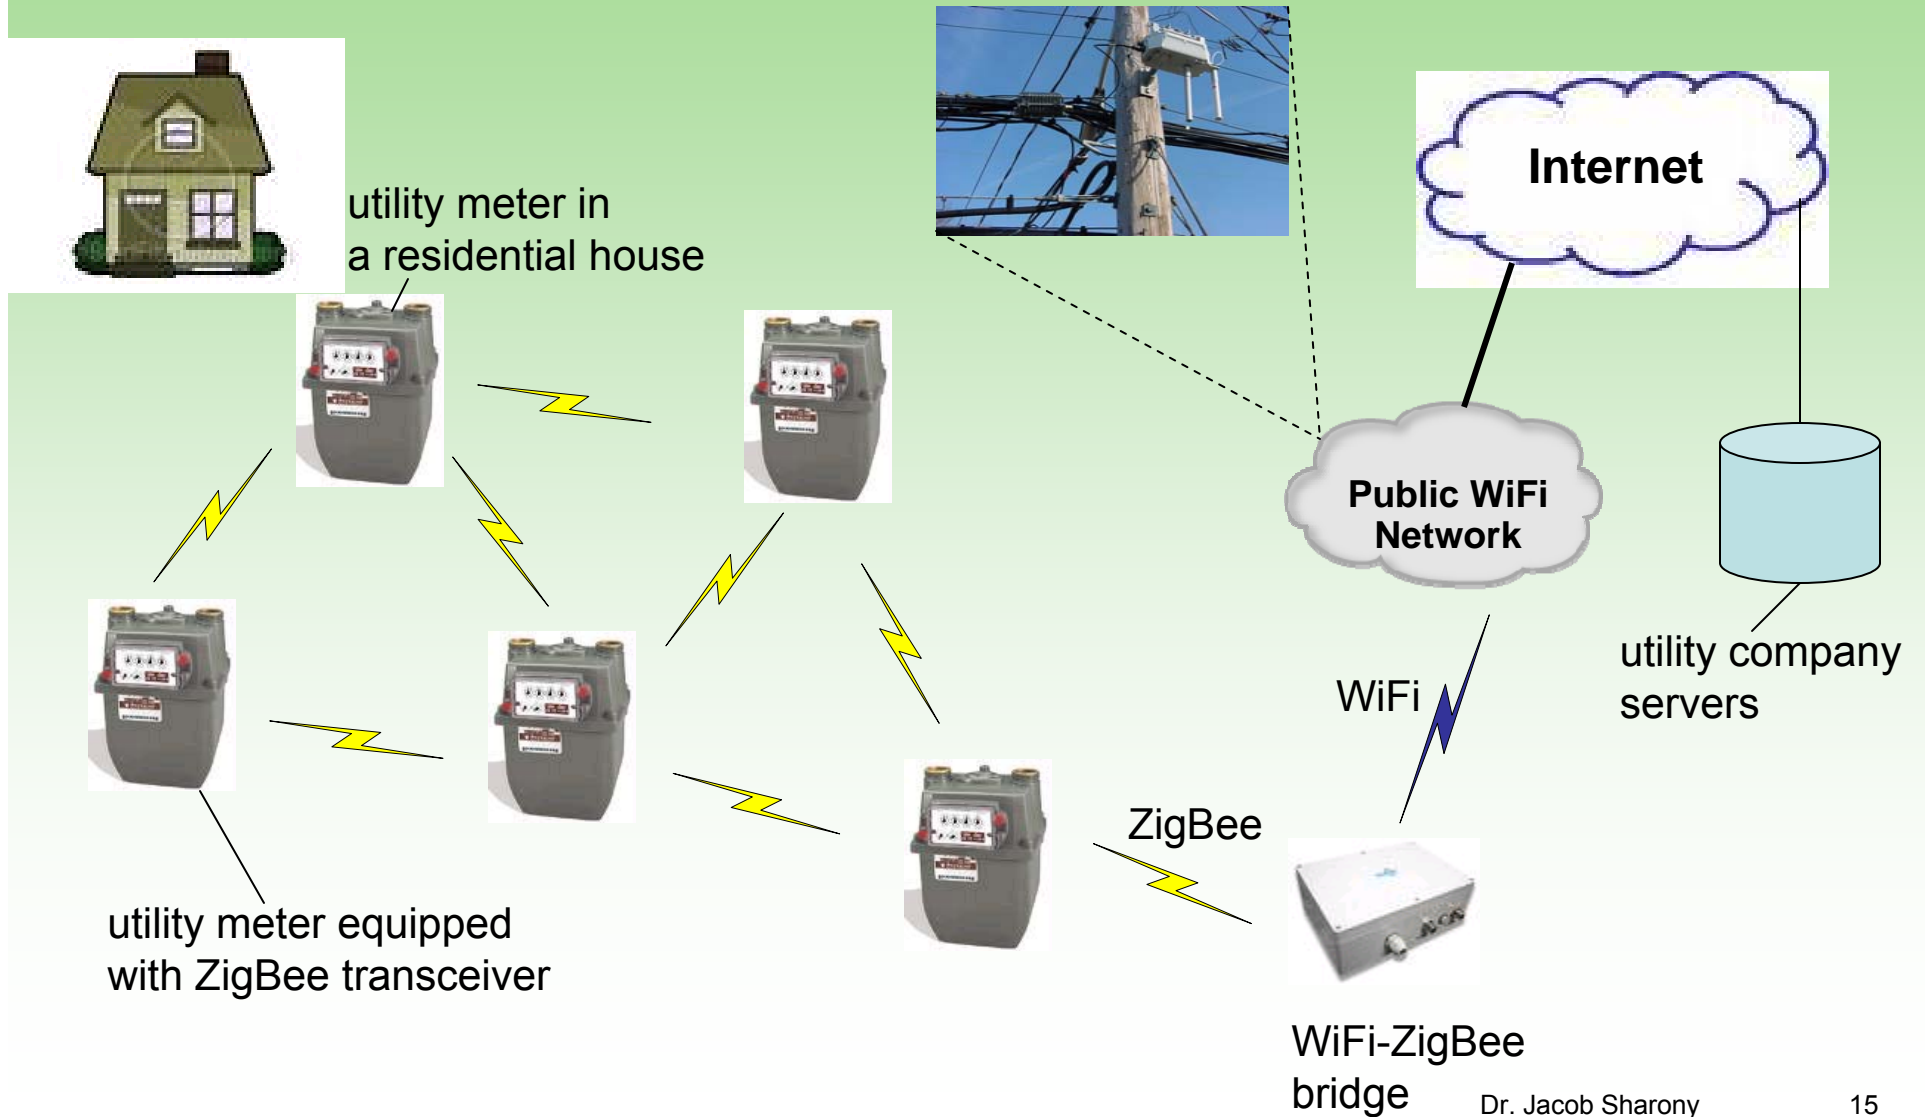 utility meter in
a residential house
Internet
Public WiFi
Network
utility company
servers
WiFi
ZigBee
utility meter equipped
with ZigBee transceiver
WiFi-ZigBee
bridge
Dr. Jacob Sharony
15